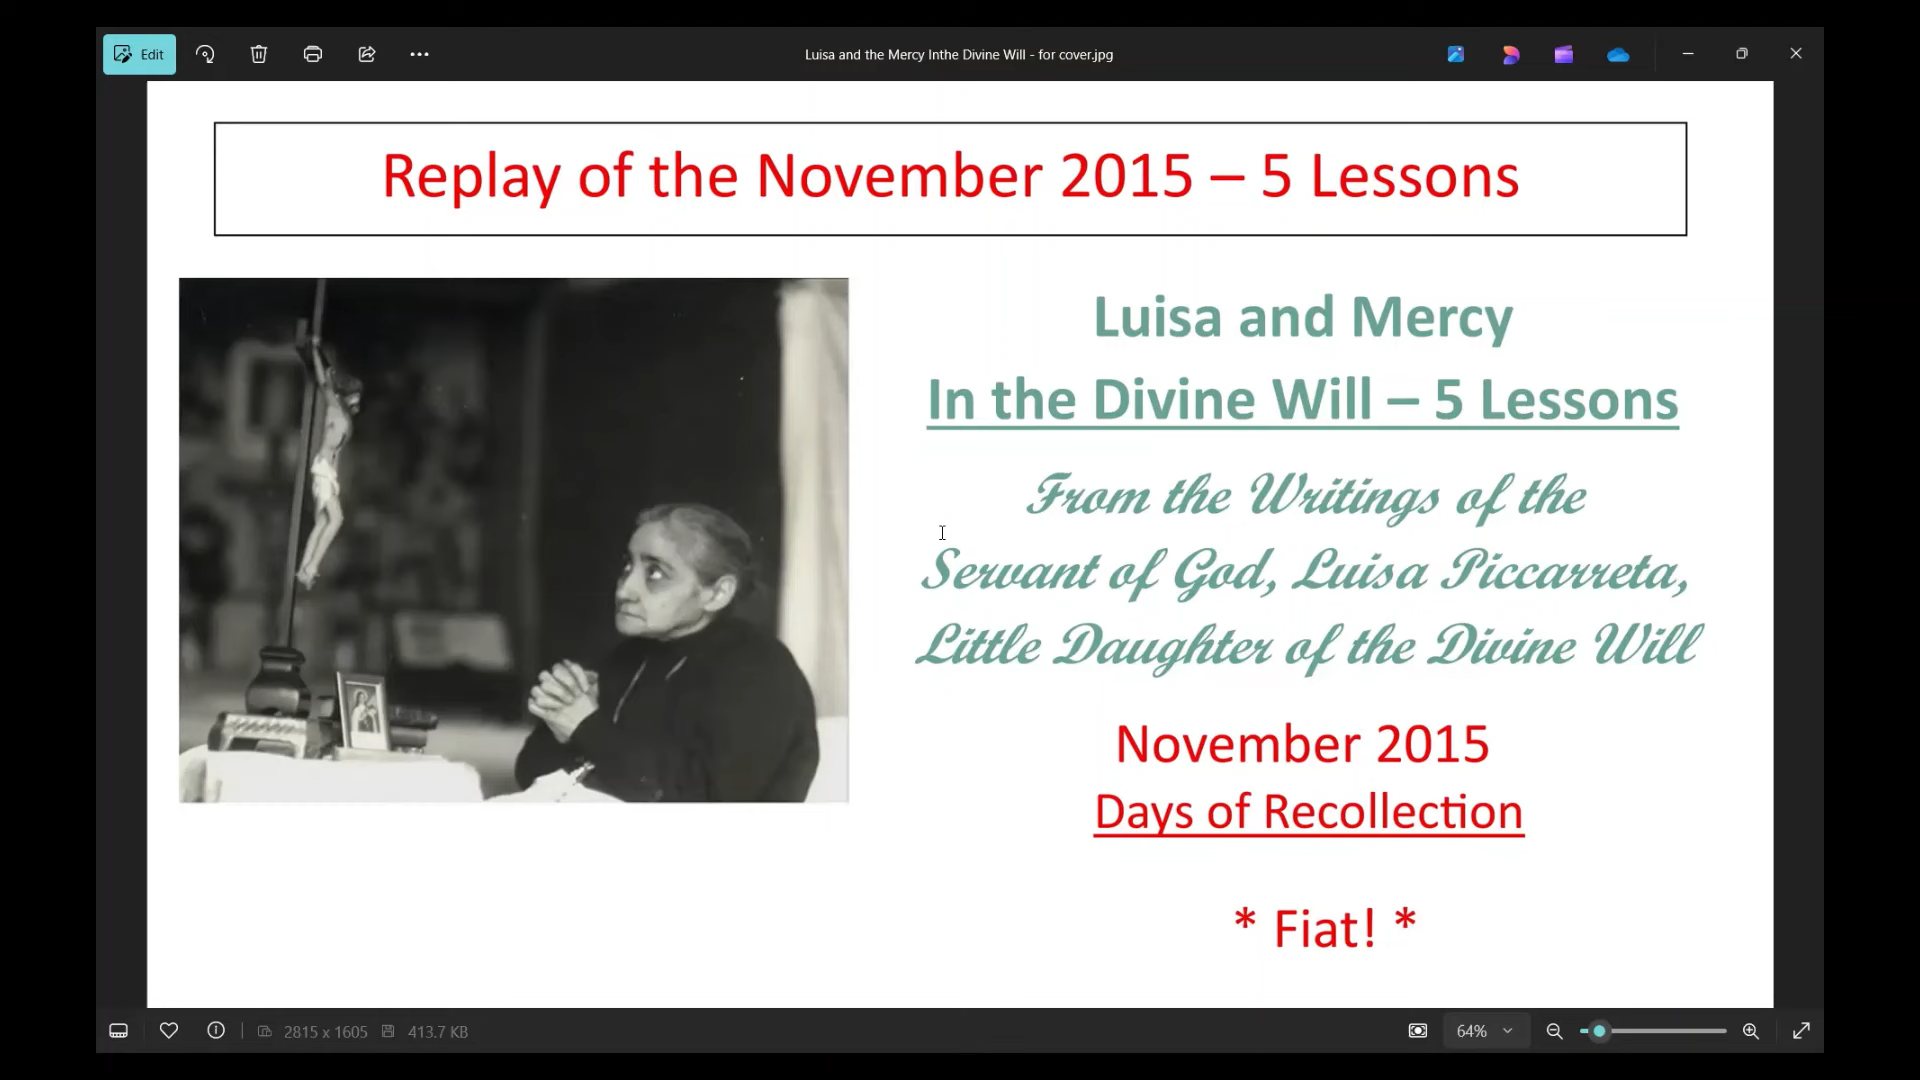 Edit
Luisa and the Mercy Inthe Divine Will - for cover.jpg
Replay of the November 2015 – 5 Lessons
Luisa and Mercy
In the Divine Will – 5 Lessons
From the Writings of the
Servant of God, Luisa Piccarreta,
Little Daughter of the Divine Will
November 2015
Days of Recollection
* Fiat! *
2815 x 1605
413.7 KB
64%